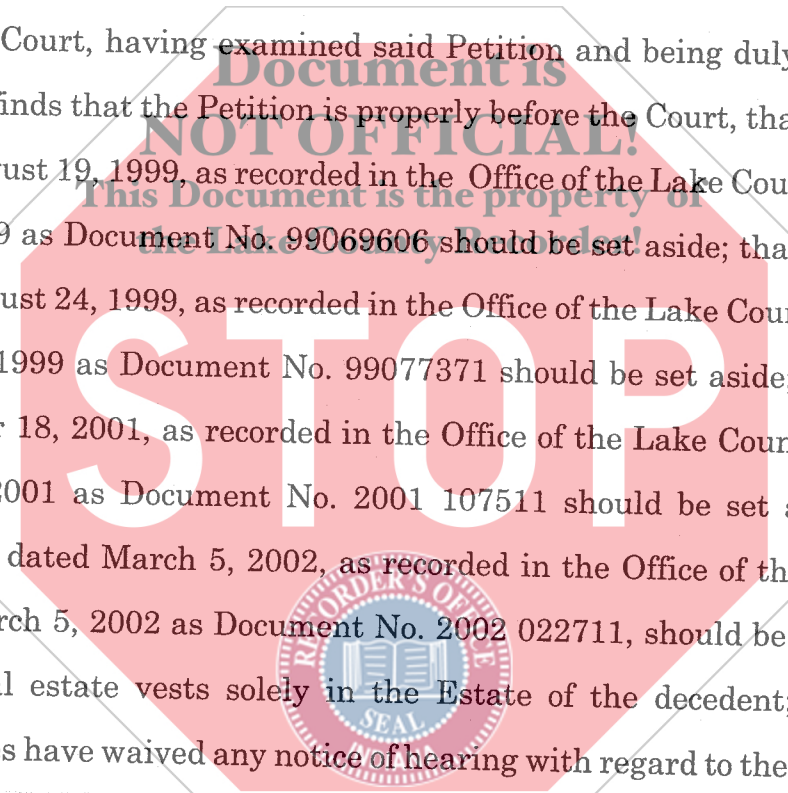 Court, having examined said Petition and being duly
Document is
finds that the Petition is properly before the Court, tha
NOT OFFICIAL!
ust 19, 1999, as recorded in the Office of the Lake Cou
This Document is the property of
9 as Document No. 99069606 should be set aside; tha
the Lake County Recorder!
ust 24, 1999, as recorded in the Office of the Lake Cou
STOP
1999 as Document No. 99077371 should be set aside;
r 18, 2001, as recorded in the Office of the Lake Coun
2001 as Document No. 2001 107511 should be set a
dated March 5, 2002, as recorded in the Office of th
RECORDER'S OFFICE
rch 5, 2002 as Document No. 2002 022711, should be
l estate vests solely in the Estate of the decedent;
SEAL
s have waived any notice of hearing with regard to the
INDIANA